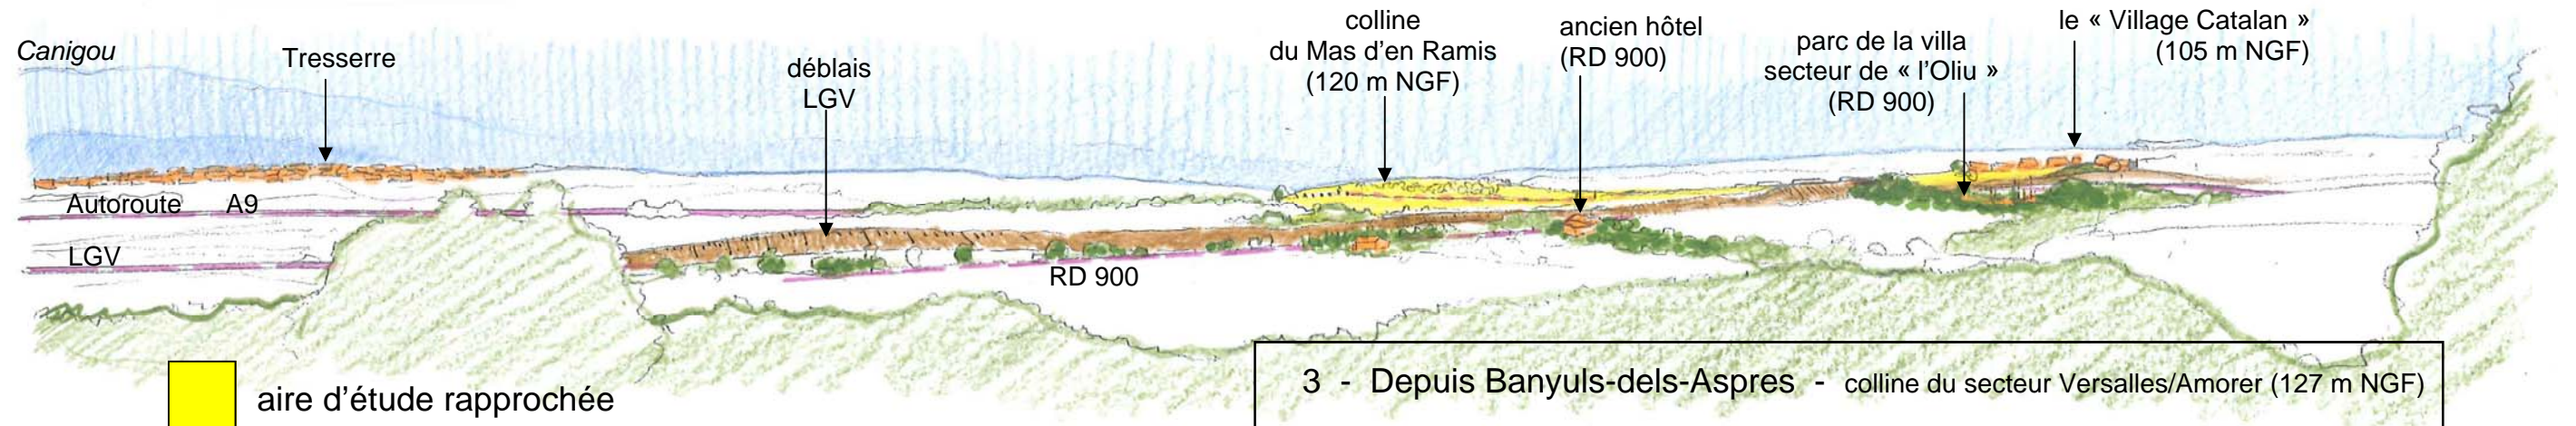 Canigou
Tresserre
déblais
LGV
colline
du Mas d'en Ramis
(120 m NGF)
ancien hôtel
(RD 900)
parc de la villa
secteur de « l'Oliu »
(RD 900)
le « Village Catalan »
(105 m NGF)
Autoroute A9
LGV
RD 900
aire d'étude rapprochée
3 - Depuis Banyuls-dels-Aspres - colline du secteur Versalles/Amorer (127 m NGF)